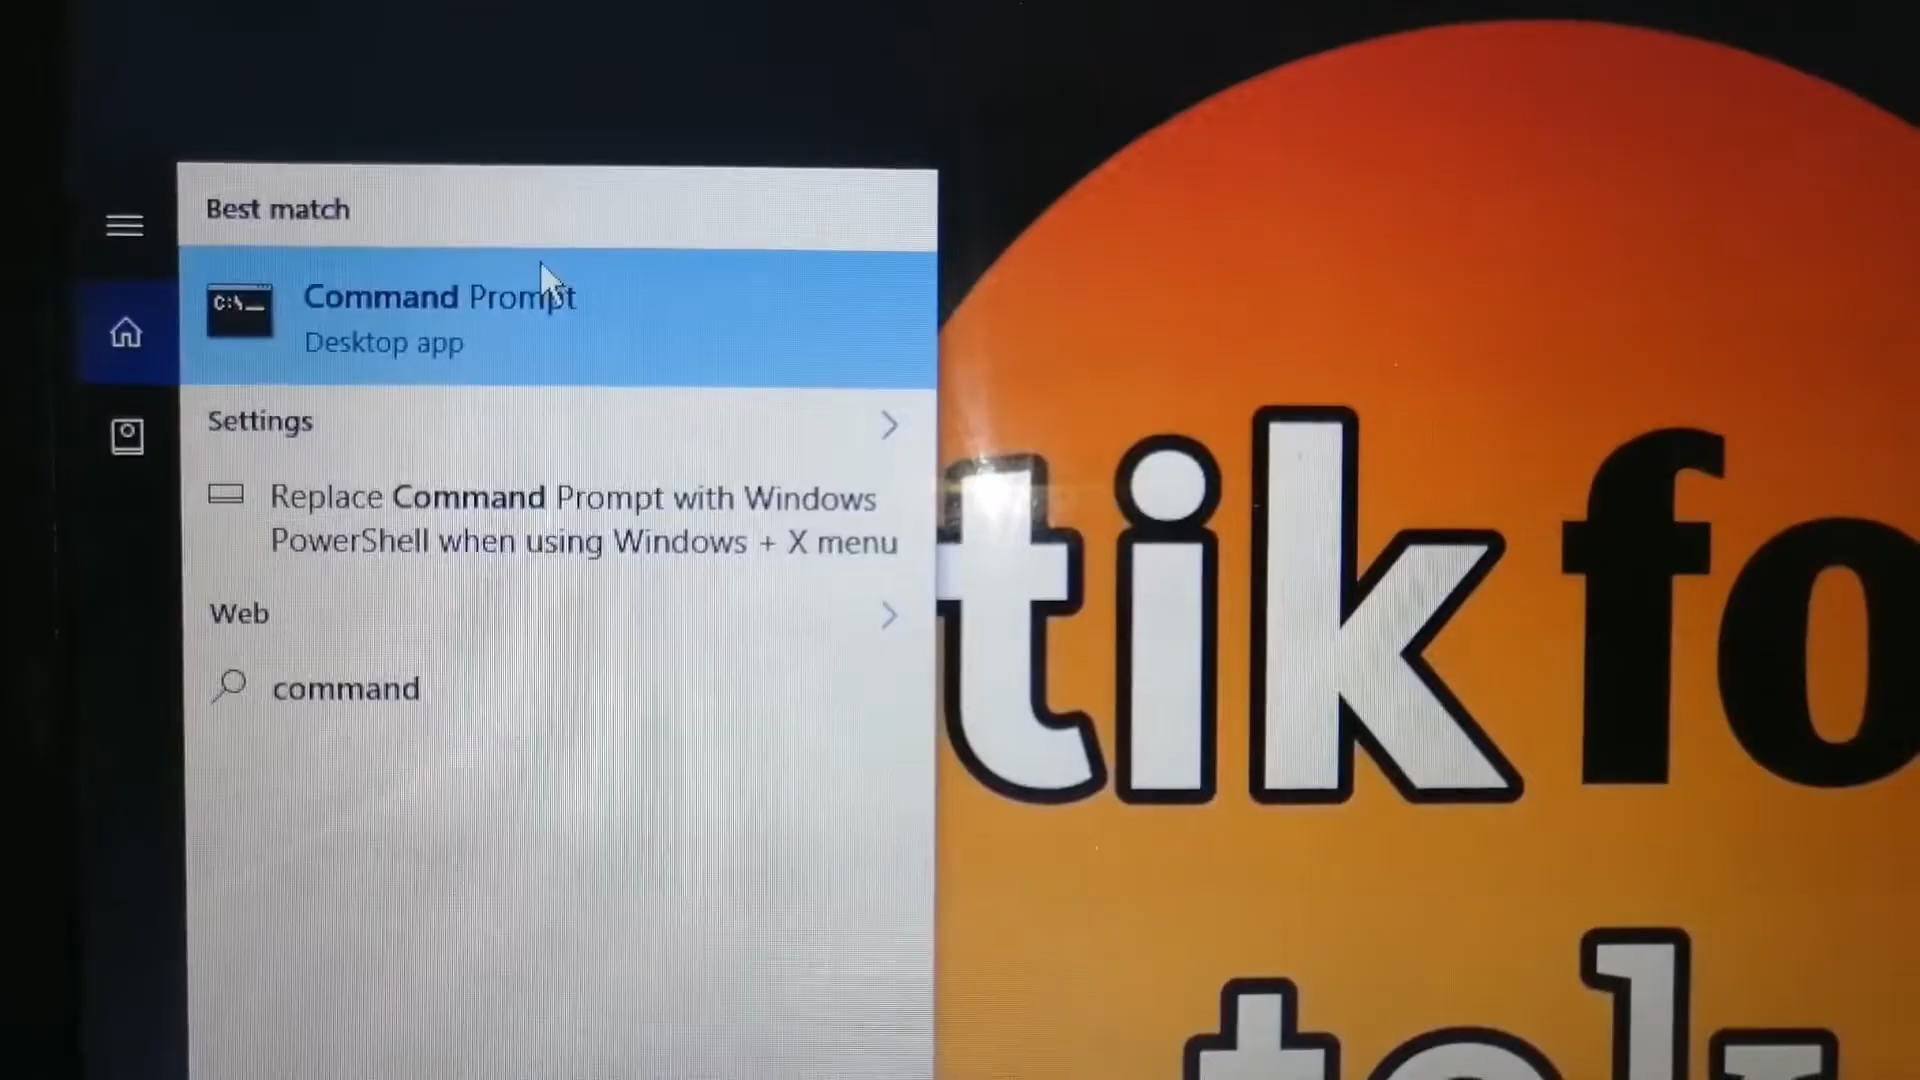 Best match
C:\_
Command Prompt
Desktop app
Settings
Replace Command Prompt with Windows
PowerShell when using Windows + X menu
Web
command
tik fo